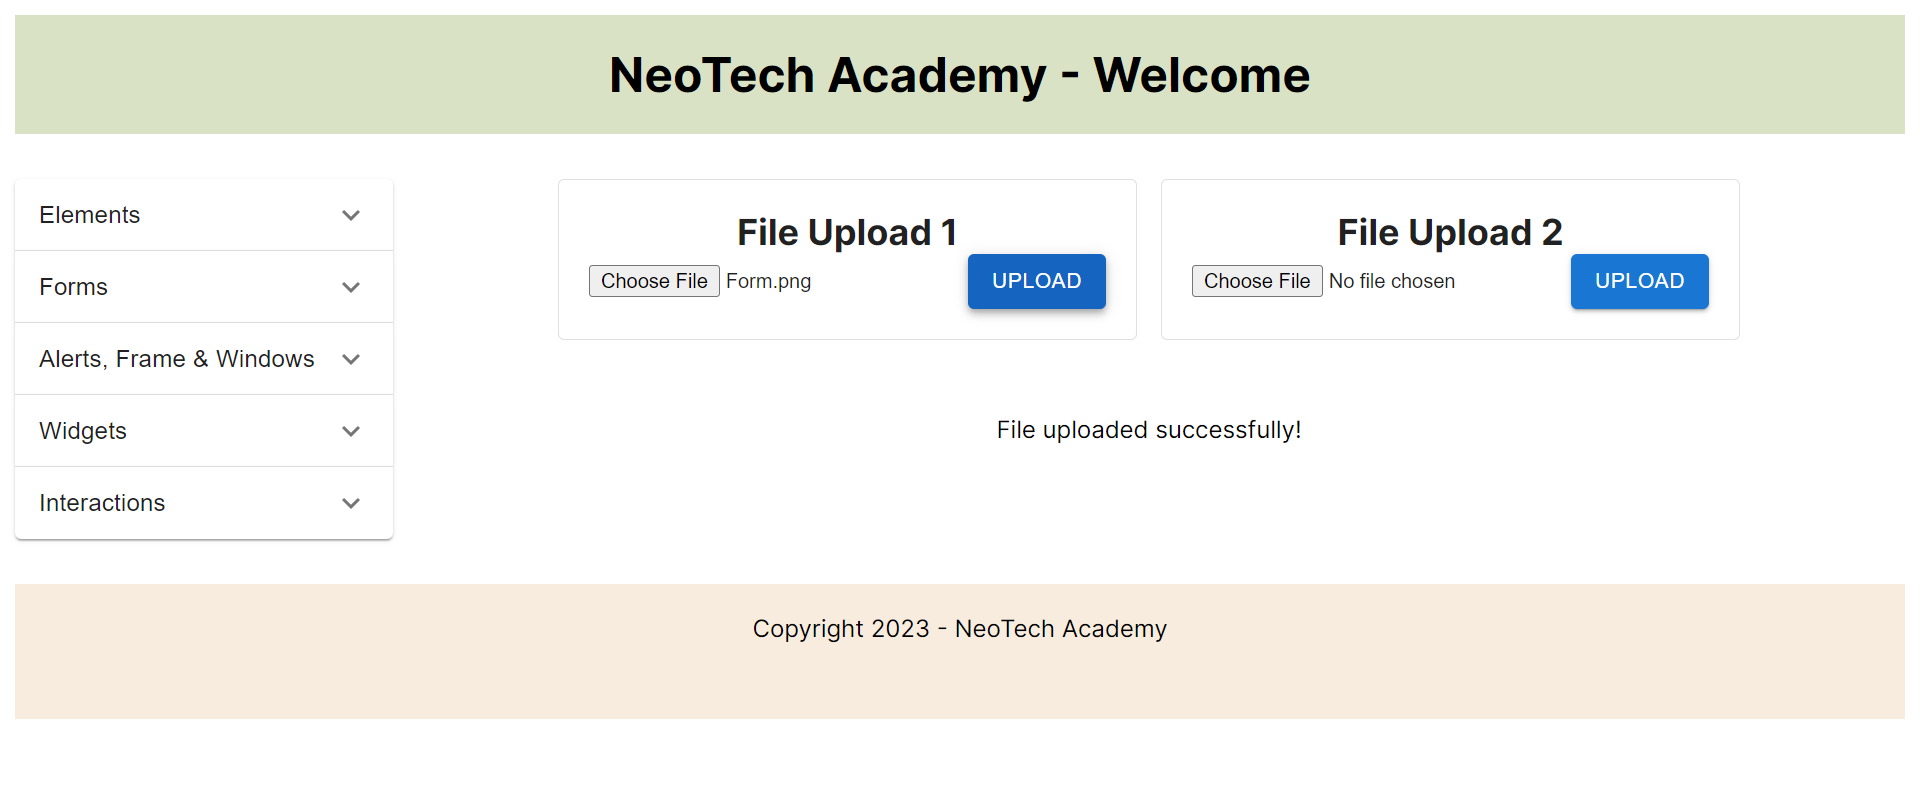 NeoTech Academy - Welcome
Elements
Forms
Alerts, Frame & Windows
Widgets
Interactions
File Upload 1
Choose File Form.png UPLOAD
File Upload 2
Choose File No file chosen UPLOAD
File uploaded successfully!
Copyright 2023 - NeoTech Academy